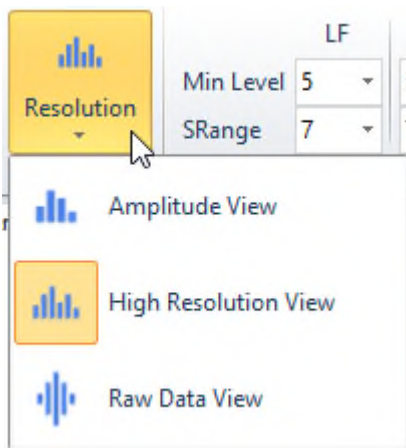 LF
Min Level 5
Resolution
SRange 7
Amplitude View
High Resolution View
Raw Data View